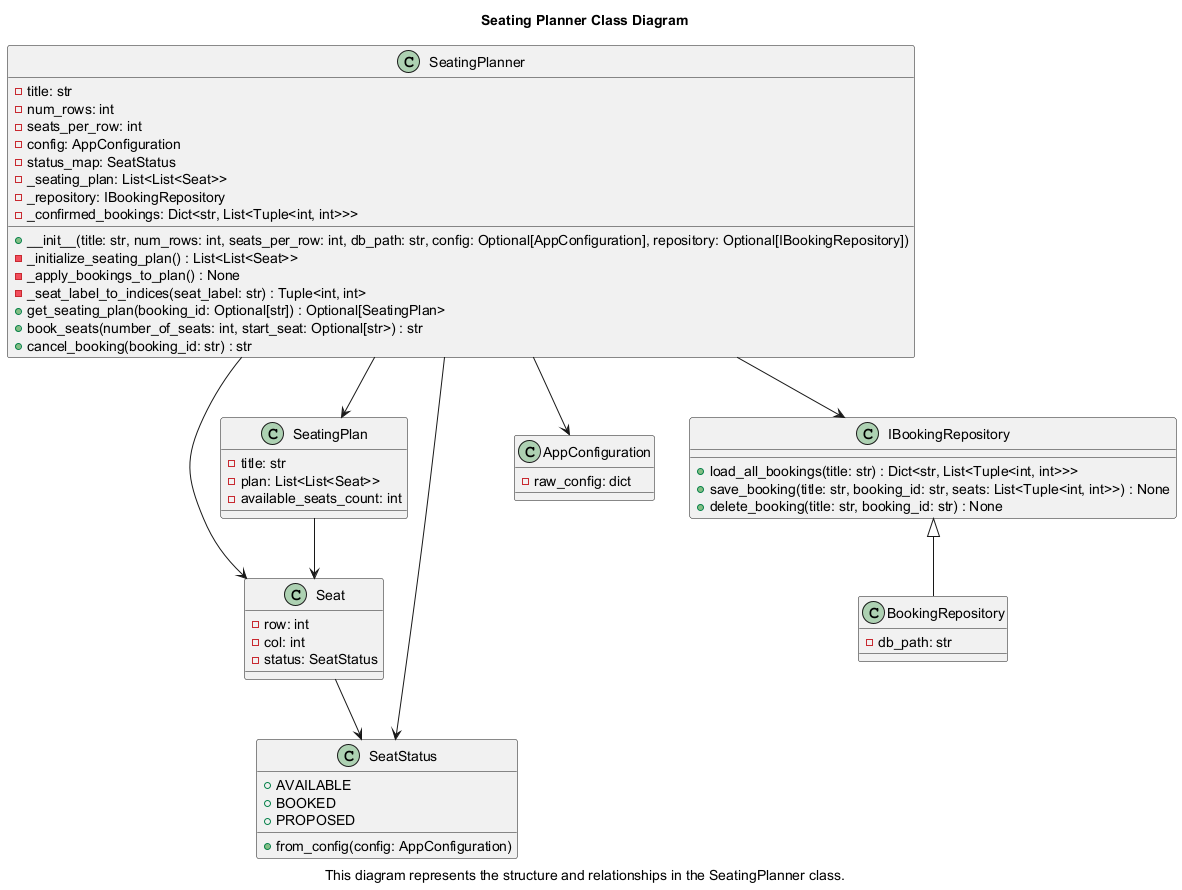 Seating Planner Class Diagram
C SeatingPlanner
title: str
num_rows: int
seats_per_row: int
config: AppConfiguration
status_map: SeatStatus
_seating_plan: List<List<Seat>>
_repository: IBookingRepository
_confirmed_bookings: Dict<str, List<Tuple<int, int>>>
__init__(title: str, num_rows: int, seats_per_row: int, db_path: str, config: Optional[AppConfiguration], repository: Optional[IBookingRepository])
_initialize_seating_plan() : List<List<Seat>>
_apply_bookings_to_plan() : None
_seat_label_to_indices(seat_label: str) : Tuple<int, int>
get_seating_plan(booking_id: Optional[str]) : Optional[SeatingPlan>
book_seats(number_of_seats: int, start_seat: Optional[str>) : str
cancel_booking(booking_id: str) : str
C SeatingPlan
title: str
plan: List<List<Seat>>
available_seats_count: int
C AppConfiguration
raw_config: dict
C IBookingRepository
load_all_bookings(title: str) : Dict<str, List<Tuple<int, int>>>
save_booking(title: str, booking_id: str, seats: List<Tuple<int, int>>) : None
delete_booking(title: str, booking_id: str) : None
C Seat
row: int
col: int
status: SeatStatus
C BookingRepository
db_path: str
C SeatStatus
AVAILABLE
BOOKED
PROPOSED
from_config(config: AppConfiguration)
This diagram represents the structure and relationships in the SeatingPlanner class.